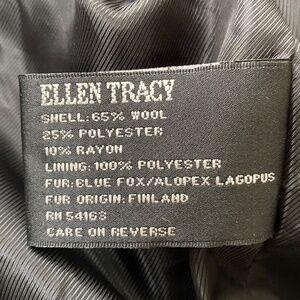 ELLEN TRACY
SHELL: 65% WOOL
25% POLYESTER
10% RAYON
LINING: 100% POLYESTER
FUR: BLUE FOX/ALOPEX LAGOPUS
FUR ORIGIN: FINLAND
RN 54163
CARE ON REVERSE